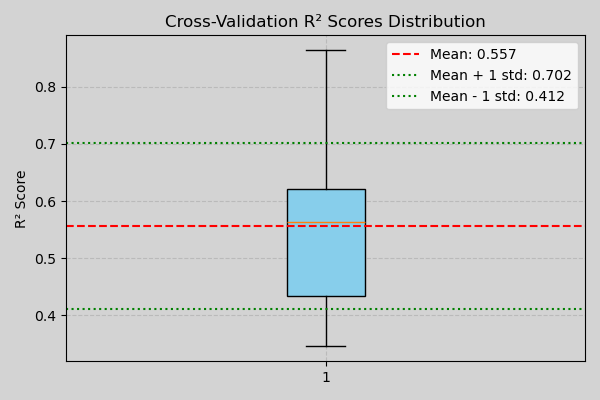 Cross-Validation R² Scores Distribution
Mean: 0.557
Mean + 1 std: 0.702
Mean - 1 std: 0.412
R² Score
0.8
0.7
0.6
0.5
0.4
1